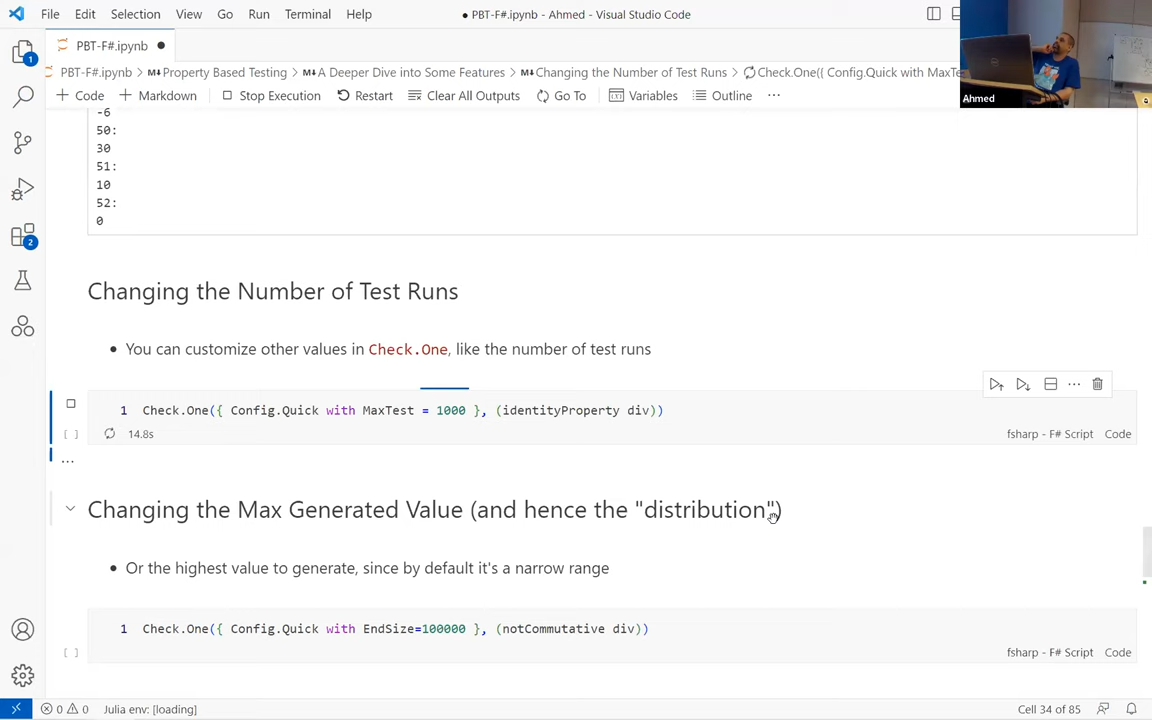 File Edit Selection View Go Run Terminal Help
● PBT-F#.ipynb - Ahmed - Visual Studio Code
PBT-F#.ipynb ●
PBT-F#.ipynb > Property Based Testing > A Deeper Dive into Some Features > Changing the Number of Test Runs > Check.One({ Config.Quick with MaxTe
+ Code + Markdown Stop Execution Restart Clear All Outputs Go To Variables Outline ...
Ahmed
1
2
-6
50:
30
51:
10
52:
0
Changing the Number of Test Runs
• You can customize other values in Check.One, like the number of test runs
1 Check.One({ Config.Quick with MaxTest = 1000 }, (identityProperty div))
[ ] 14.8s fsharp - F# Script Code
...
Changing the Max Generated Value (and hence the "distribution")
• Or the highest value to generate, since by default it's a narrow range
1 Check.One({ Config.Quick with EndSize=100000 }, (notCommutative div))
[ ] fsharp - F# Script Code
0 0 Julia env: [loading] Cell 34 of 85